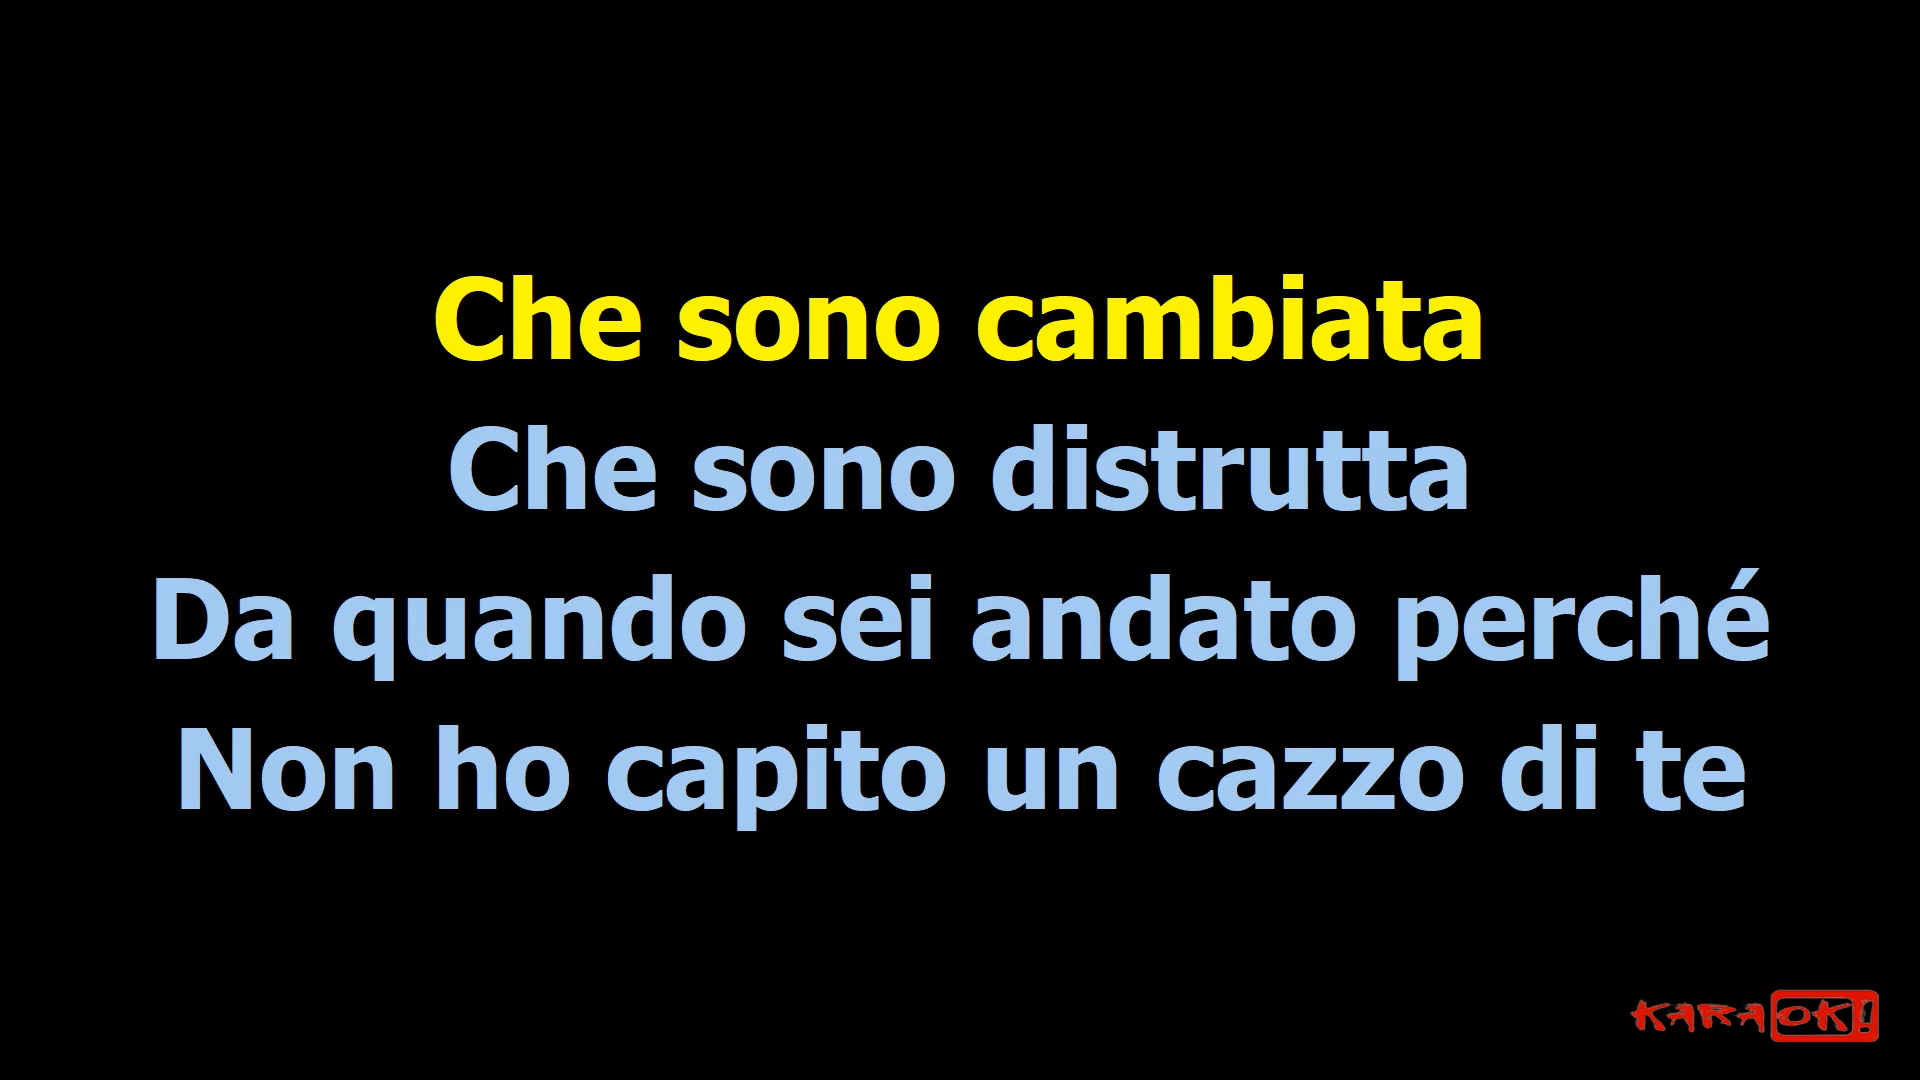 Che sono cambiata
Che sono distrutta
Da quando sei andato perché
Non ho capito un cazzo di te
KARAOK!